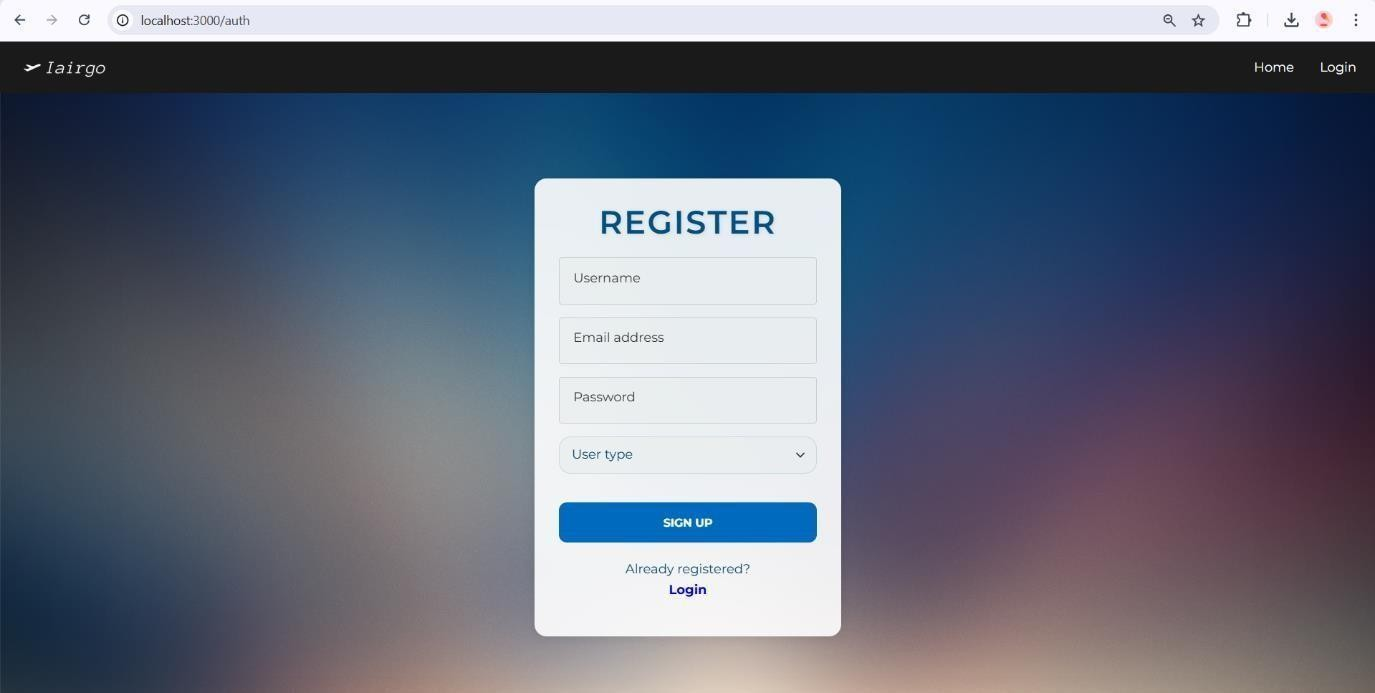 localhost:3000/auth
Iairgo
Home
Login
REGISTER
Username
Email address
Password
User type
SIGN UP
Already registered?
Login